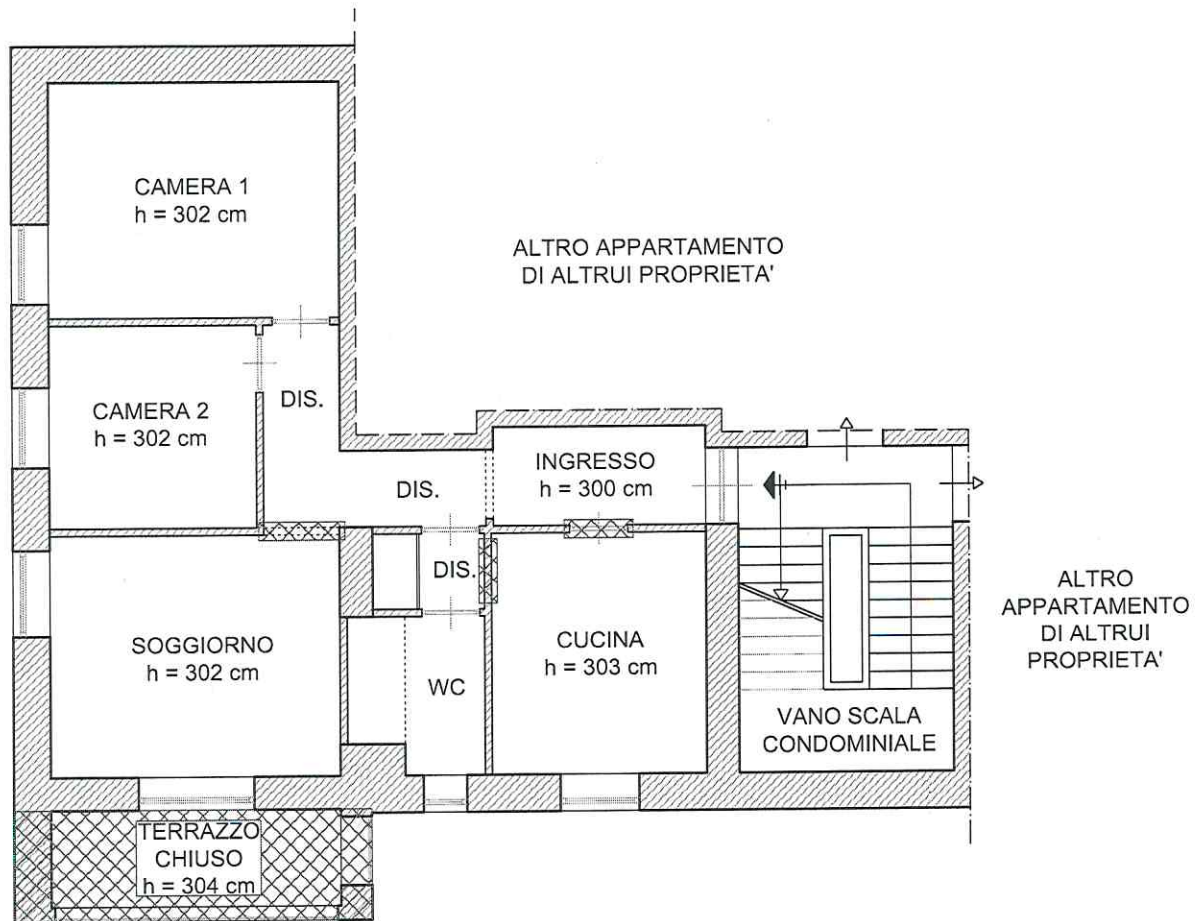 CAMERA 1
h = 302 cm
ALTRO APPARTAMENTO
DI ALTRUI PROPRIETA'
CAMERA 2
h = 302 cm
DIS.
DIS.
INGRESSO
h = 300 cm
DIS.
SOGGIORNO
h = 302 cm
WC
CUCINA
h = 303 cm
VANO SCALA
CONDOMINIALE
ALTRO
APPARTAMENTO
DI ALTRUI
PROPRIETA'
TERRAZZO
CHIUSO
h = 304 cm